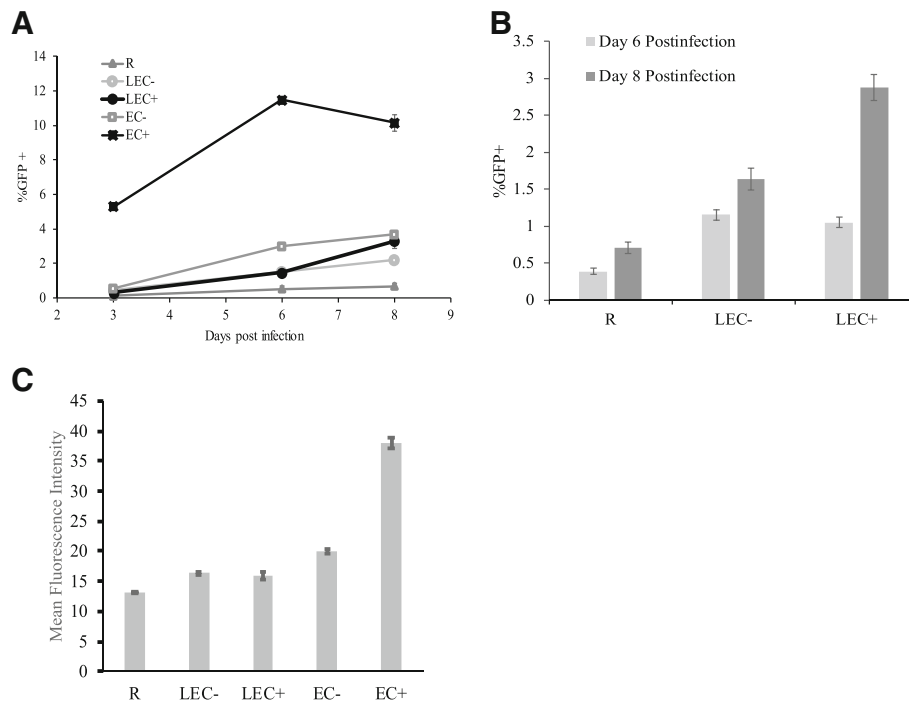 A
14
12
10
8
6
4
2
0
%GFP +
R
LEC-
LEC+
EC-
EC+
2 3 4 5 6 7 8 9
Days post infection
B
3.5
3
2.5
2
1.5
1
0.5
0
%GFP+
Day 6 Postinfection
Day 8 Postinfection
R LEC- LEC+
C
45
40
35
30
25
20
15
10
5
0
Mean Fluorescence Intensity
R LEC- LEC+ EC- EC+